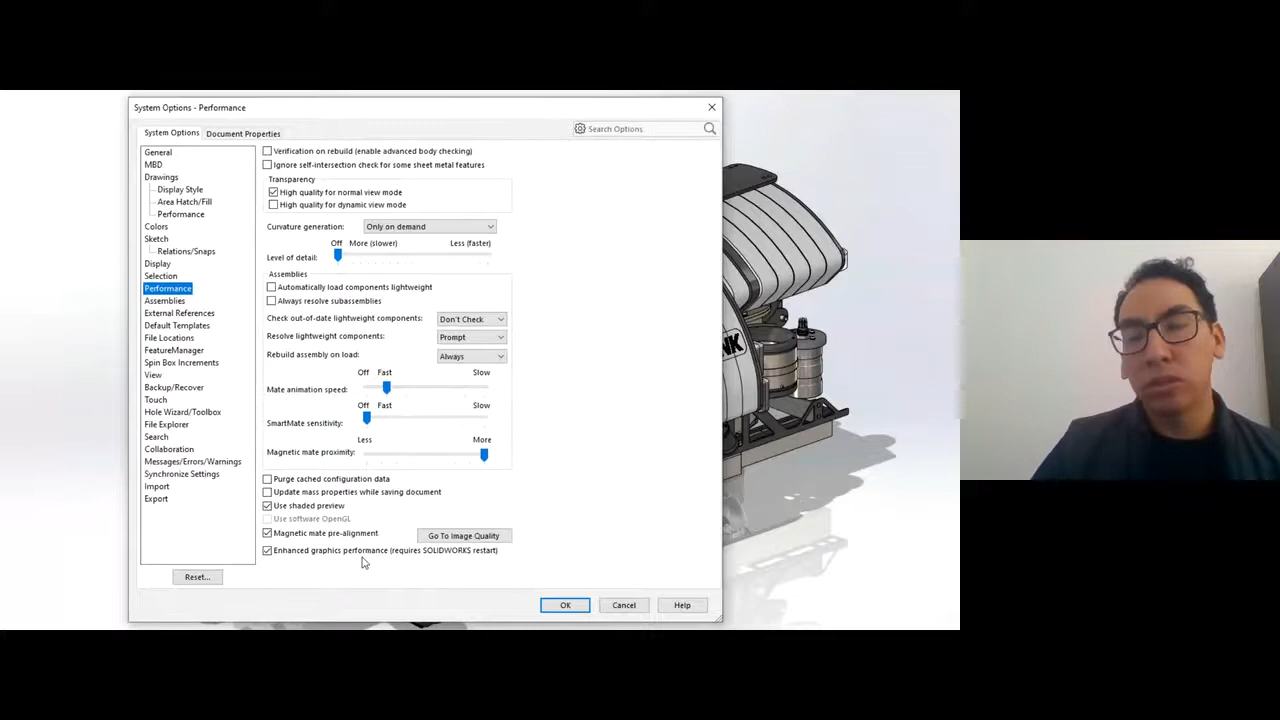 System Options - Performance
System Options
Document Properties
Search Options
General
MBD
Drawings
Display Style
Area Hatch/Fill
Performance
Colors
Sketch
Relations/Snaps
Display
Selection
Performance
Assemblies
External References
Default Templates
File Locations
FeatureManager
Spin Box Increments
View
Backup/Recover
Touch
Hole Wizard/Toolbox
File Explorer
Search
Collaboration
Messages/Errors/Warnings
Synchronize Settings
Import
Export
Reset...
Verification on rebuild (enable advanced body checking)
Ignore self-intersection check for some sheet metal features
Transparency
High quality for normal view mode
High quality for dynamic view mode
Curvature generation: Only on demand
Off More (slower) Less (faster)
Level of detail:
Assemblies
Automatically load components lightweight
Always resolve subassemblies
Check out-of-date lightweight components: Don't Check
Resolve lightweight components: Prompt
Rebuild assembly on load: Always
Off Fast Slow
Mate animation speed:
Off Fast Slow
SmartMate sensitivity:
Less More
Magnetic mate proximity:
Purge cached configuration data
Update mass properties while saving document
Use shaded preview
Use software OpenGL
Magnetic mate pre-alignment Go To Image Quality
Enhanced graphics performance (requires SOLIDWORKS restart)
OK Cancel Help